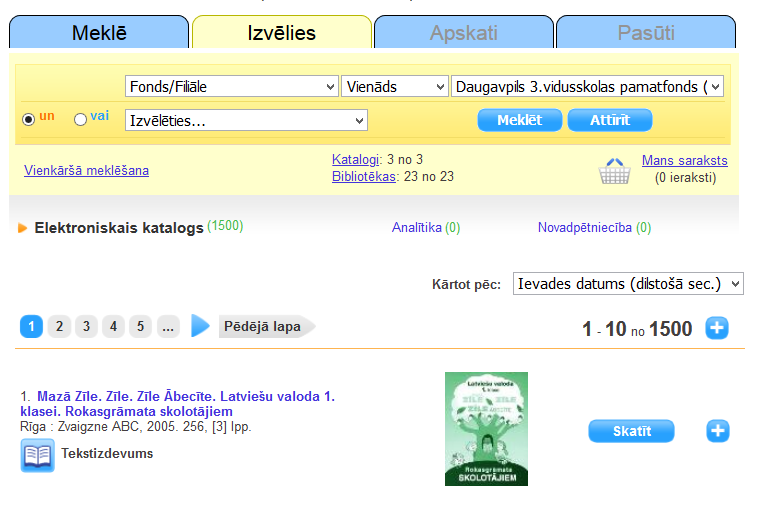 Meklē Izvēlies Apskati Pasūti
Fonds/Filiāle Vienāds Daugavpils 3.vidusskolas pamatfonds (
un vai Izvēlēties... Meklēt Attīrīt
Vienkāršā meklēšana
Katalogi: 3 no 3
Bibliotēkas: 23 no 23
Mans saraksts
(0 ieraksti)
Elektroniskais katalogs (1500) Analītika (0) Novadpētniecība (0)
Kārtot pēc: Ievades datums (dilstošā sec.)
1 2 3 4 5 ... Pēdējā lapa 1 - 10 no 1500
1. Mazā Zīle. Zīle. Zīle Ābecīte. Latviešu valoda 1.
klasei. Rokasgrāmata skolotājiem
Rīga : Zvaigzne ABC, 2005. 256, [3] lpp.
Tekstizdevums
Latviešu valoda
1. klasei
ZĪLE
ZĪLE
ZĪLE
ĀBECĪTE
Rokasgrāmata
SKOLOTĀJIEM
Skatīt